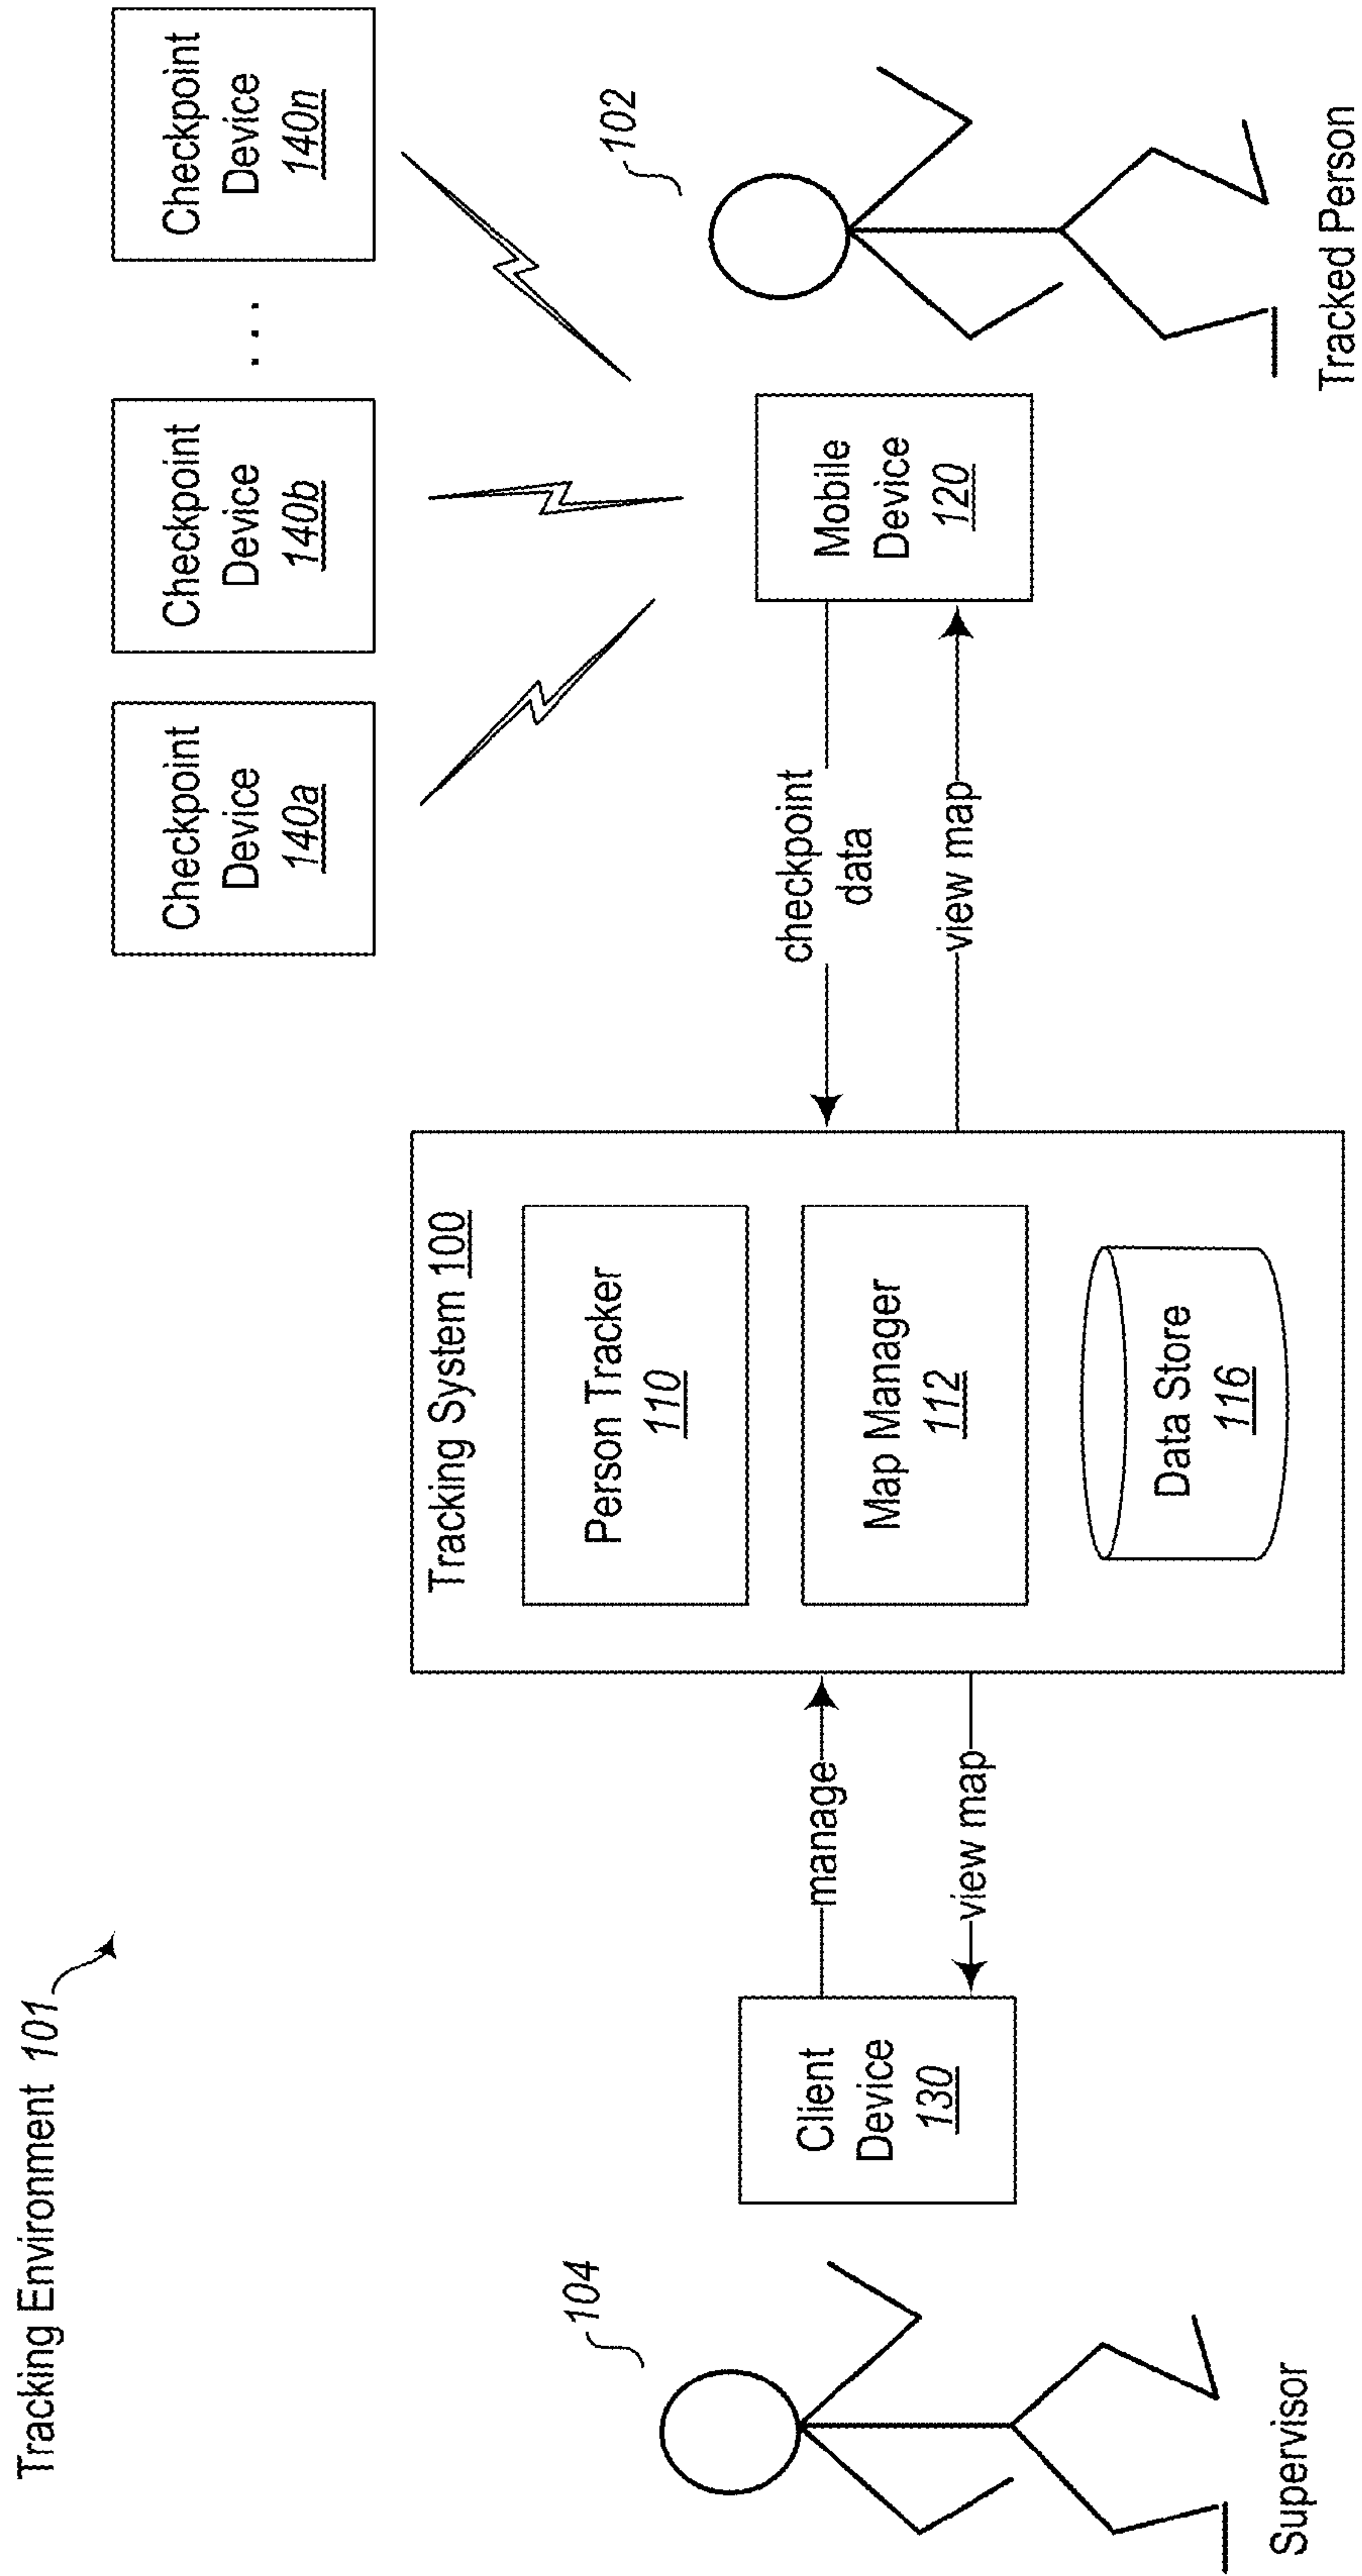 Tracking Environment 101
Checkpoint
Device
140a
Checkpoint
Device
140b
. . .
Checkpoint
Device
140n
104
Supervisor
Client
Device
130
manage
view map
Tracking System 100
Person Tracker
110
Map Manager
112
Data Store
116
checkpoint
data
view map
Mobile
Device
120
102
Tracked Person